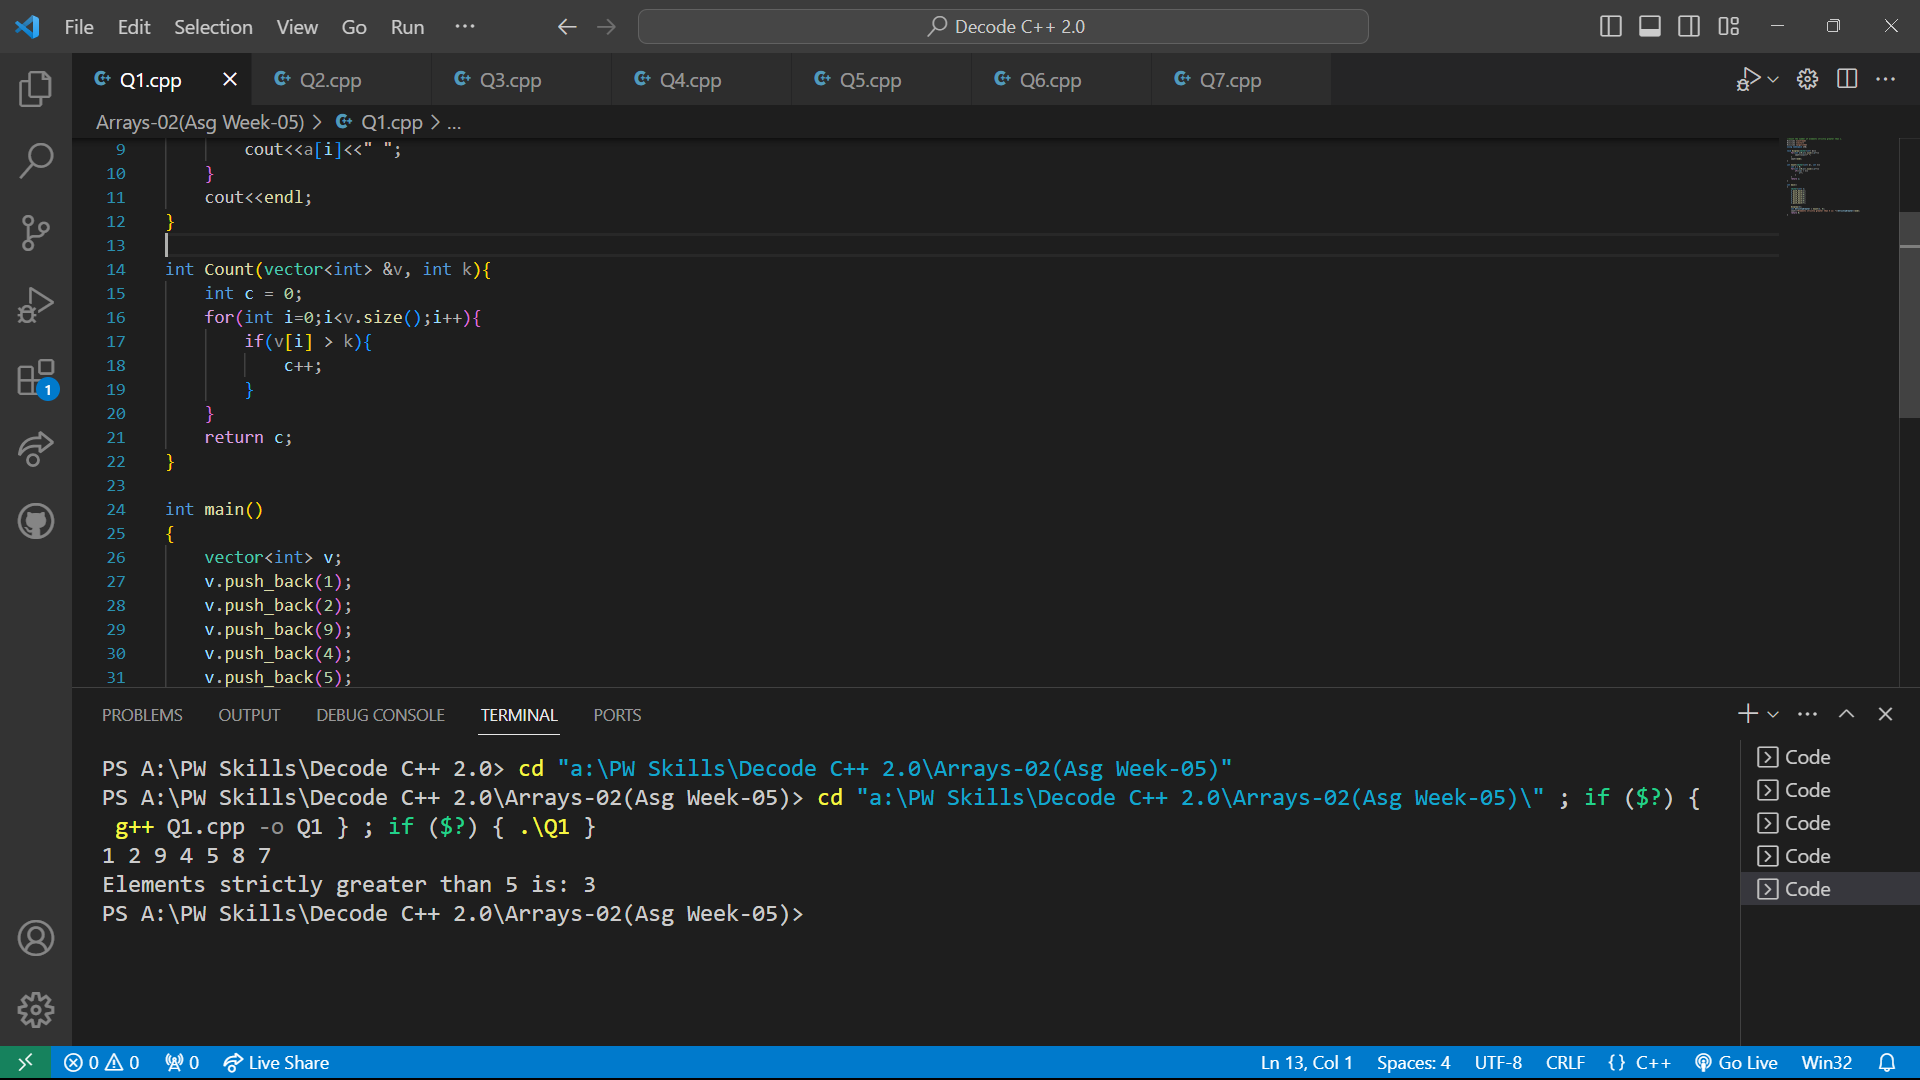 File Edit Selection View Go Run ···
Decode C++ 2.0
Q1.cpp Q2.cpp Q3.cpp Q4.cpp Q5.cpp Q6.cpp Q7.cpp
Arrays-02(Asg Week-05) > Q1.cpp > ...
9 cout<<a[i]<<" ";
10 }
11 cout<<endl;
12 }
13
14 int Count(vector<int> &v, int k){
15 int c = 0;
16 for(int i=0;i<v.size();i++){
17 if(v[i] > k){
18 c++;
19 }
20 }
21 return c;
22 }
23
24 int main()
25 {
26 vector<int> v;
27 v.push_back(1);
28 v.push_back(2);
29 v.push_back(9);
30 v.push_back(4);
31 v.push_back(5);
1
PROBLEMS OUTPUT DEBUG CONSOLE TERMINAL PORTS
PS A:\PW Skills\Decode C++ 2.0> cd "a:\PW Skills\Decode C++ 2.0\Arrays-02(Asg Week-05)"
PS A:\PW Skills\Decode C++ 2.0\Arrays-02(Asg Week-05)> cd "a:\PW Skills\Decode C++ 2.0\Arrays-02(Asg Week-05)\" ; if ($?) {
g++ Q1.cpp -o Q1 } ; if ($?) { .\Q1 }
1 2 9 4 5 8 7
Elements strictly greater than 5 is: 3
PS A:\PW Skills\Decode C++ 2.0\Arrays-02(Asg Week-05)>
Code
Code
Code
Code
Code
0 0 0 Live Share Ln 13, Col 1 Spaces: 4 UTF-8 CRLF {} C++ Go Live Win32